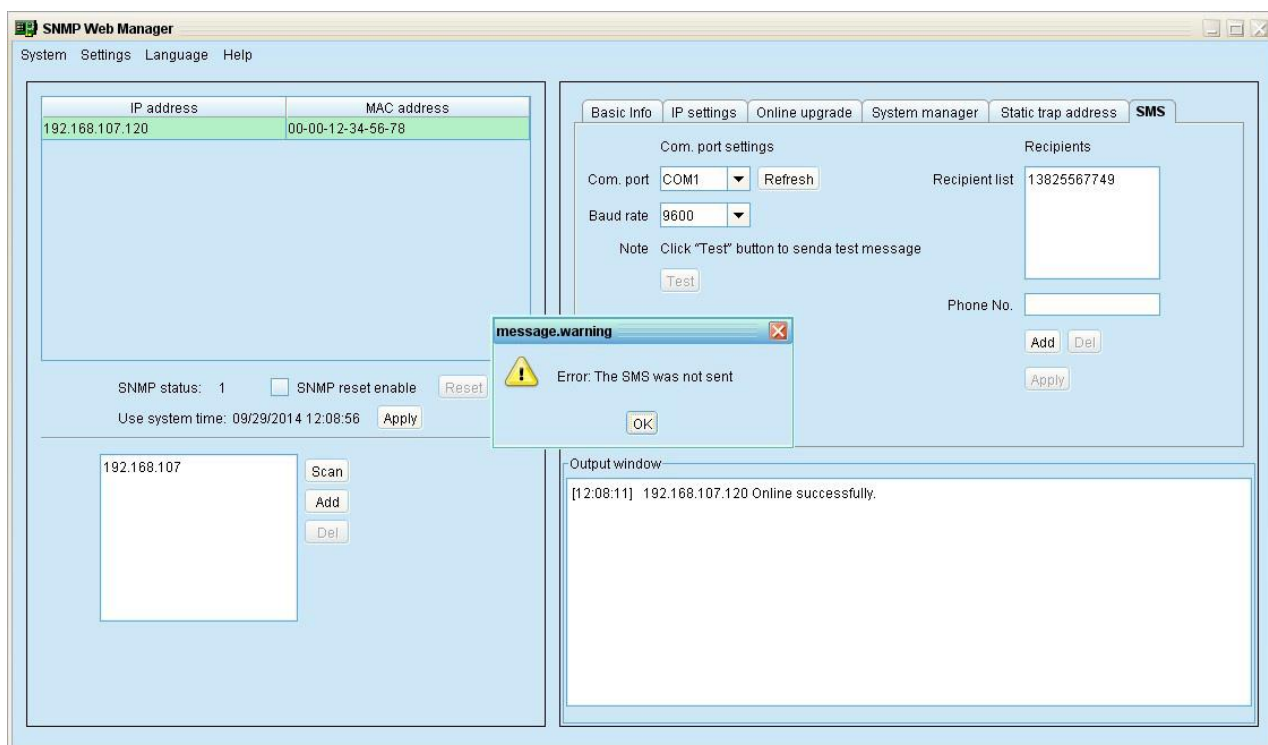 SNMP Web Manager
System Settings Language Help
IP address MAC address
192.168.107.120 00-00-12-34-56-78
SNMP status: 1 SNMP reset enable Reset
Use system time: 09/29/2014 12:08:56 Apply
192.168.107
Scan
Add
Del
Basic Info IP settings Online upgrade System manager Static trap address SMS
Com. port settings
Com. port COM1 Refresh
Baud rate 9600
Note Click "Test" button to senda test message
Test
Recipients
Recipient list 13825567749
Phone No.
Add Del
Apply
message.warning
Error: The SMS was not sent
OK
Output window
[12:08:11] 192.168.107.120 Online successfully.